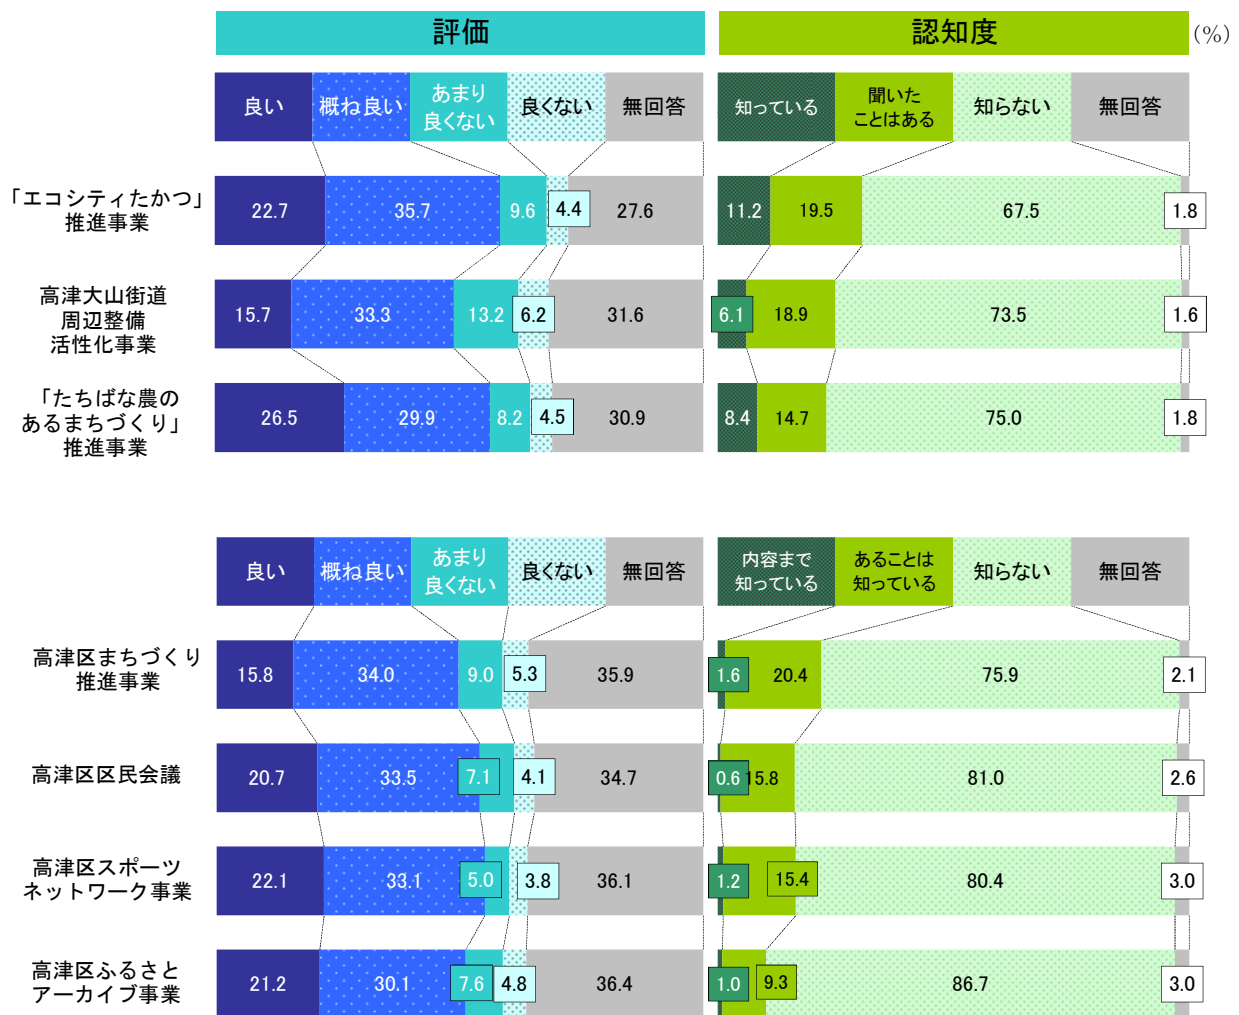 評価
認知度
(%)
良い
概ね良い
あまり
良くない
良くない
無回答
知っている
聞いた
ことはある
知らない
無回答
「エコシティたかつ」
推進事業
22.7
35.7
9.6
4.4
27.6
11.2
19.5
67.5
1.8
高津大山街道
周辺整備
活性化事業
15.7
33.3
13.2
6.2
31.6
6.1
18.9
73.5
1.6
「たちばな農の
あるまちづくり」
推進事業
26.5
29.9
8.2
4.5
30.9
8.4
14.7
75.0
1.8
良い
概ね良い
あまり
良くない
良くない
無回答
内容まで
知っている
あることは
知っている
知らない
無回答
高津区まちづくり
推進事業
15.8
34.0
9.0
5.3
35.9
1.6
20.4
75.9
2.1
高津区区民会議
20.7
33.5
7.1
4.1
34.7
0.6
15.8
81.0
2.6
高津区スポーツ
ネットワーク事業
22.1
33.1
5.0
3.8
36.1
1.2
15.4
80.4
3.0
高津区ふるさと
アーカイブ事業
21.2
30.1
7.6
4.8
36.4
1.0
9.3
86.7
3.0